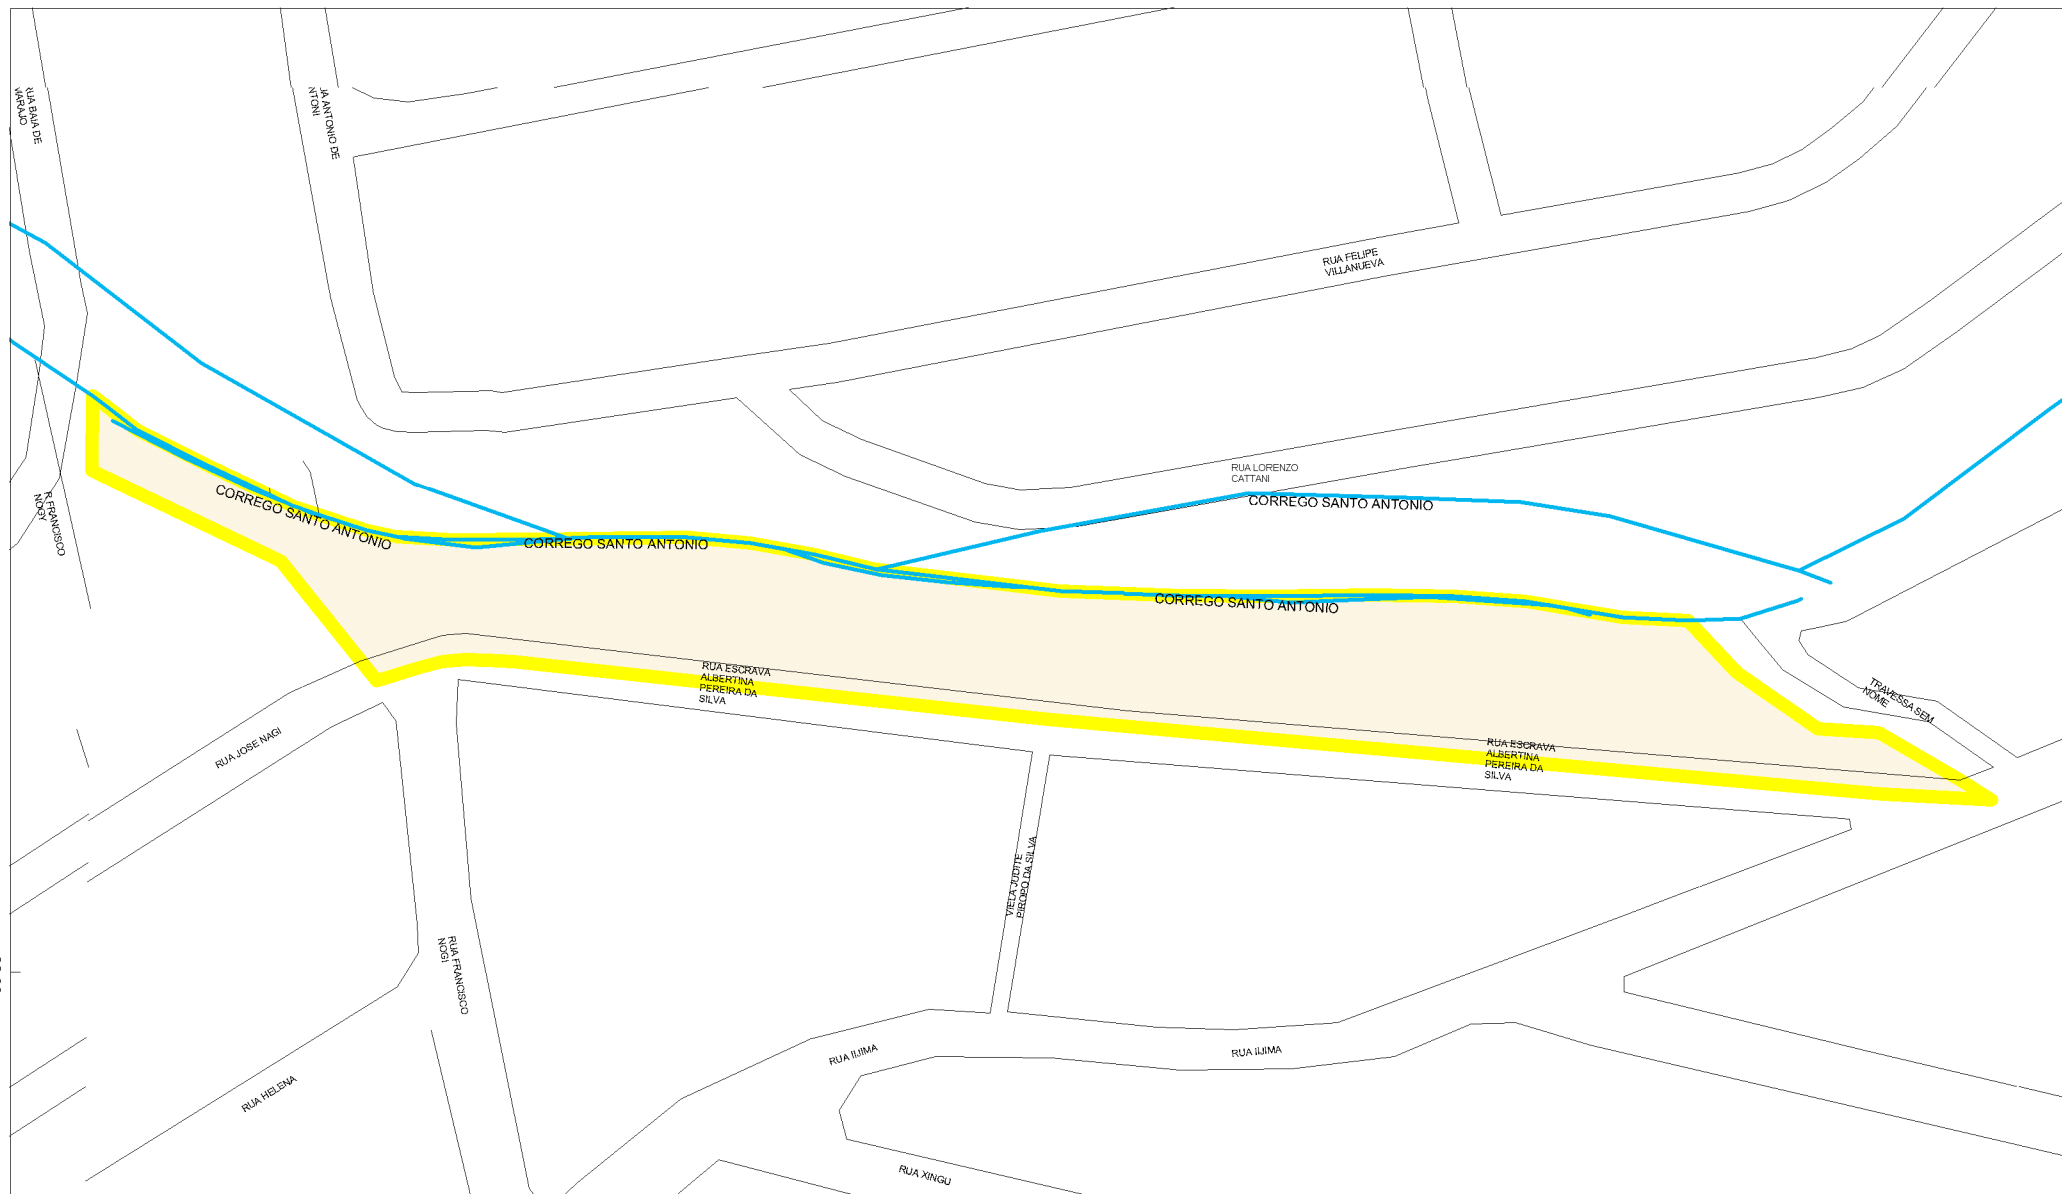 RUA BAIA DE
MARAJO
ANTONIO DE
NTONI
RUA FELIPE
VILLANUEVA
RUA LORENZO
CATTANI
CORREGO SANTO ANTONIO
R FRANCISCO
NOGY
CORREGO SANTO ANTONIO
CORREGO SANTO ANTONIO
CORREGO SANTO ANTONIO
RUA ESCRAVA
ALBERTINA
PEREIRA DA
SILVA
TRAVESSA SEM
NOME
RUA JOSE NAGI
RUA ESCRAVA
ALBERTINA
PEREIRA DA
SILVA
VIELA JUDITE
PIROPO DA SILVA
RUA FRANCISCO
NOGI
RUA IIJIMA
RUA IIJIMA
RUA HELENA
RUA XINGU